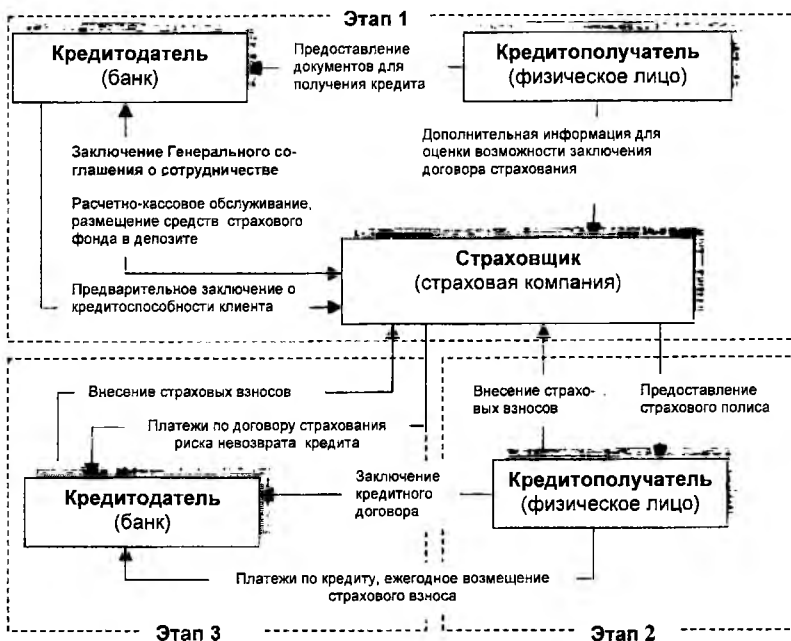 Этап 1
Кредитодатель
(банк)
Предоставление
документов для
получения кредита
Кредитополучатель
(физическое лицо)
Заключение Генерального со-
глашения о сотрудничестве
Дополнительная информация для
оценки возможности заключения
договора страхования
Расчетно-кассовое обслуживание,
размещение средств страхового
фонда в депозите
Страховщик
(страховая компания)
Предварительное заключение о
кредитоспособности клиента
Внесение страховых взносов
Платежи по договору страхования
риска невозврата кредита
Внесение страхо-
вых взносов
Предоставление
страхового полиса
Кредитодатель
(банк)
Заключение
кредитного
договора
Кредитополучатель
(физическое лицо)
Платежи по кредиту, ежегодное возмещение
страхового взноса
Этап 3
Этап 2